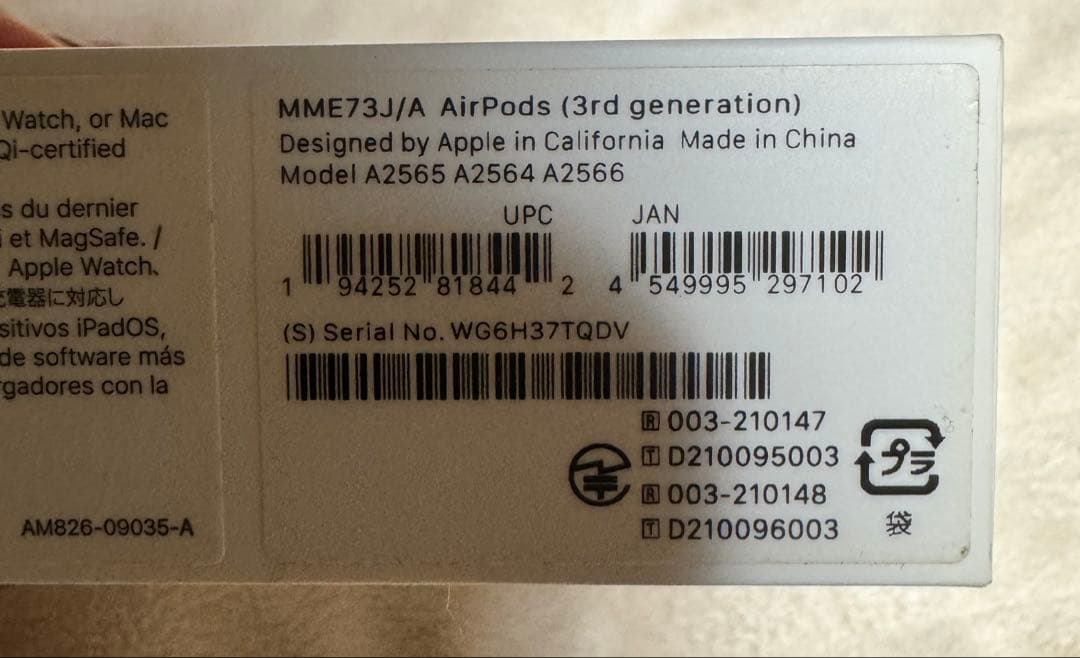 Watch, or Mac
Qi-certified
s du dernier
i et MagSafe. /
Apple Watch、
充電器に対応し
sitivos iPadOS,
de software más
rgadores con la
AM826-09035-A
MME73J/A AirPods (3rd generation)
Designed by Apple in California Made in China
Model A2565 A2564 A2566
UPC JAN
1 94252 81844 2 4 549995 297102
(S) Serial No. WG6H37TQDV
R 003-210147
T D210095003
R 003-210148
T D210096003
プラ
袋